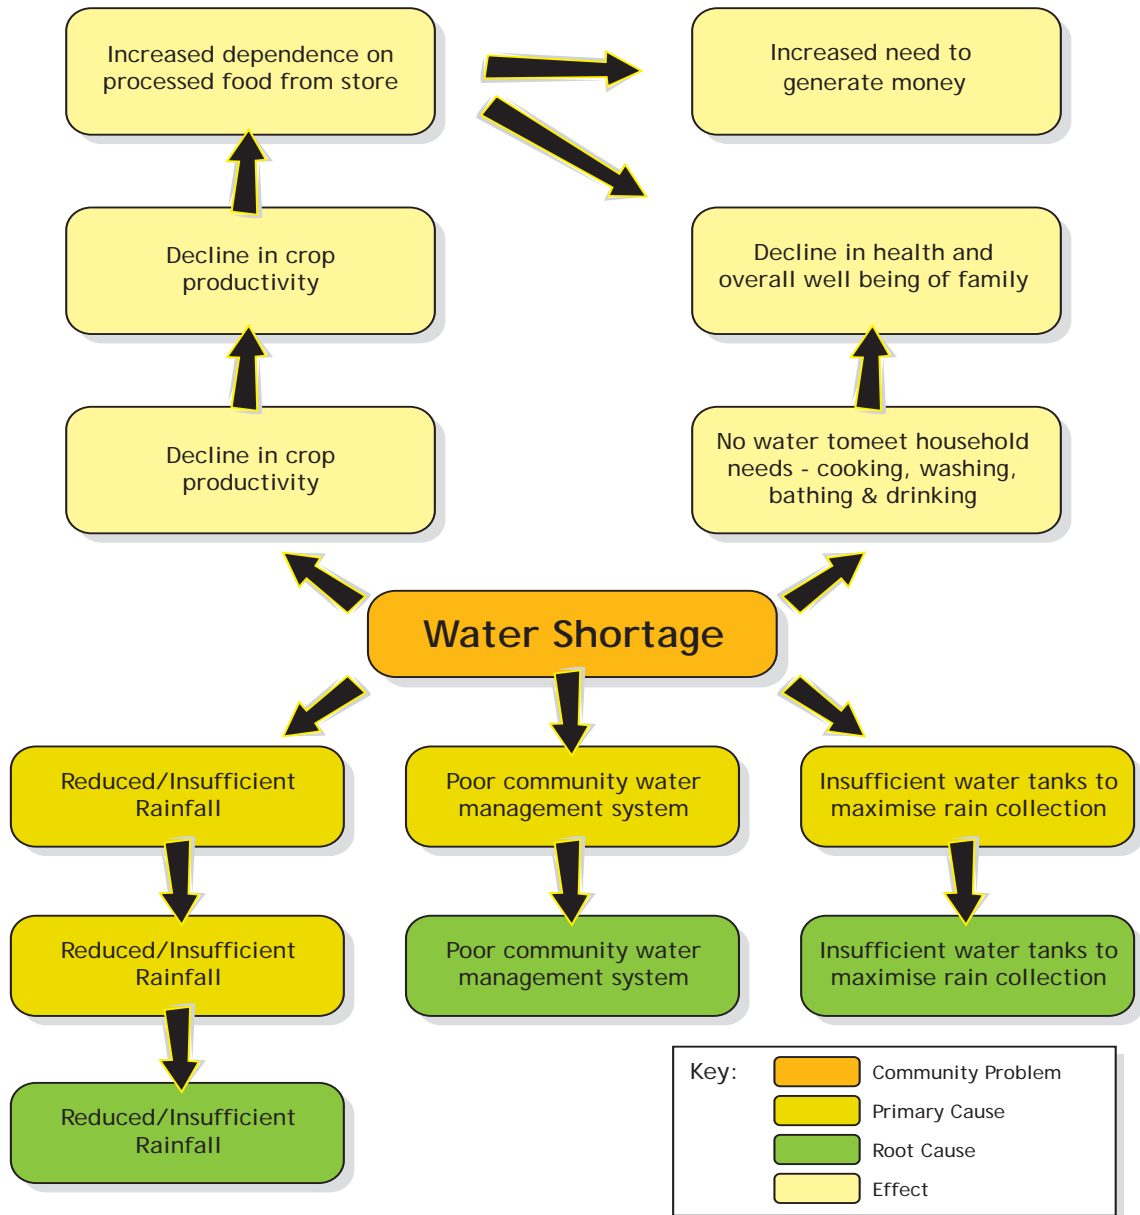 Increased dependence on
processed food from store
Increased need to
generate money
Decline in crop
productivity
Decline in health and
overall well being of family
Decline in crop
productivity
No water tomeet household
needs - cooking, washing,
bathing & drinking
Water Shortage
Reduced/Insufficient
Rainfall
Poor community water
management system
Insufficient water tanks to
maximise rain collection
Reduced/Insufficient
Rainfall
Poor community water
management system
Insufficient water tanks to
maximise rain collection
Reduced/Insufficient
Rainfall
Key:
Community Problem
Primary Cause
Root Cause
Effect